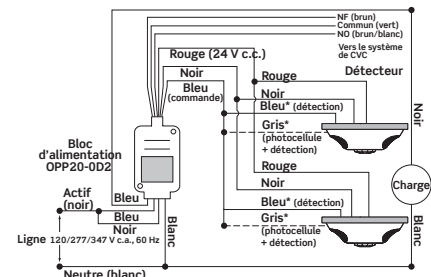 NF (brun)
Commun (vert)
NO (brun/blanc)
Vers le système
de CVC
Rouge (24 V c.c.)
Noir
Bleu
(commande)
Rouge
Détecteur
Noir
Bleu* (détection)
Gris*
(photocellule
+ détection)
Noir
Bloc
d'alimentation
OPP20-0D2
Rouge
Noir
Bleu* (détection)
Gris*
(photocellule
+ détection)
Charge
Actif
(noir)
Bleu
Bleu
Noir
Blanc
Blanc
Ligne 120/277/347 V c.a., 60 Hz
Neutre (blanc)